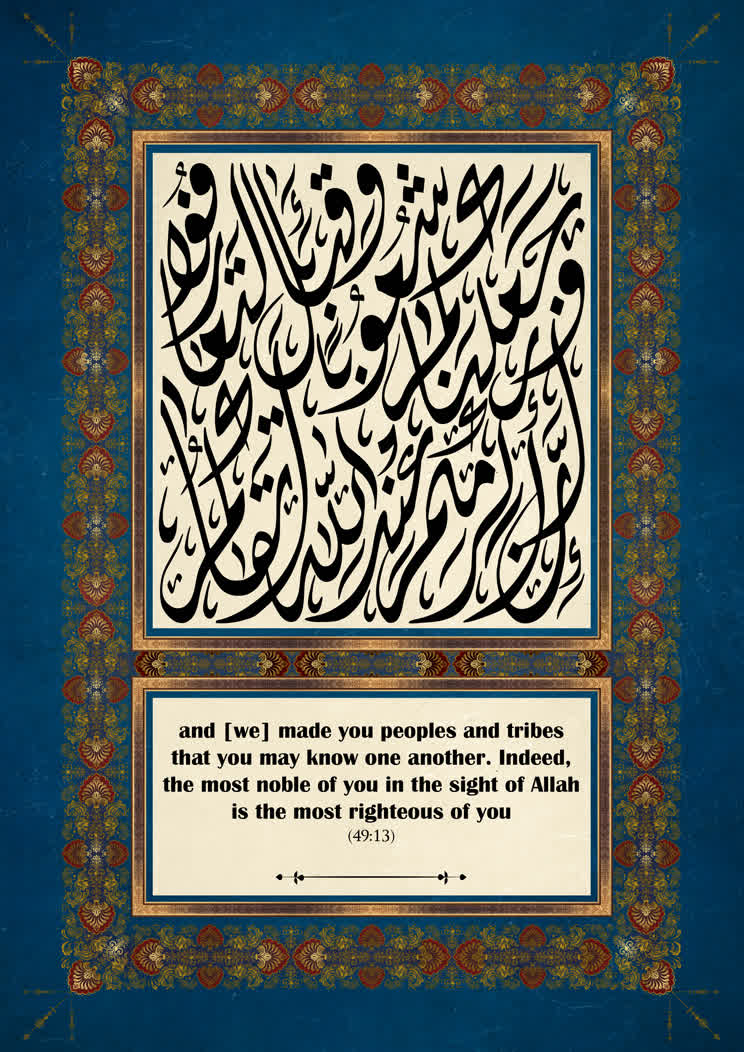 وجعلناكم شعوبا وقبائل لتعارفوا
إن أكرمكم عند الله أتقاكم
and [we] made you peoples and tribes
that you may know one another. Indeed,
the most noble of you in the sight of Allah
is the most righteous of you
(49:13)